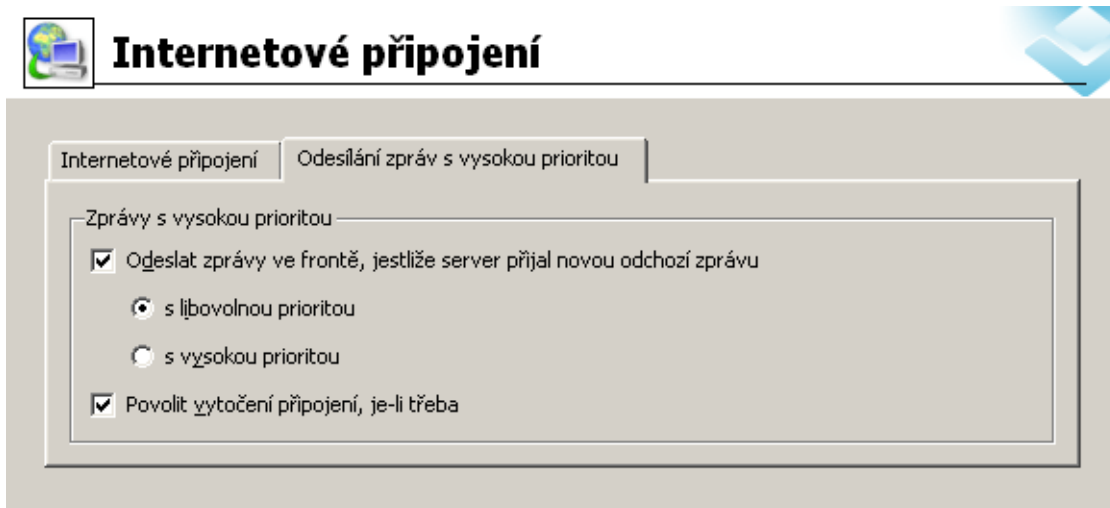 Internetové připojení
Internetové připojení
Odesílání zpráv s vysokou prioritou
Zprávy s vysokou prioritou
Odeslat zprávy ve frontě, jestliže server přijal novou odchozí zprávu
s libovolnou prioritou
s vysokou prioritou
Povolit vytočení připojení, je-li třeba